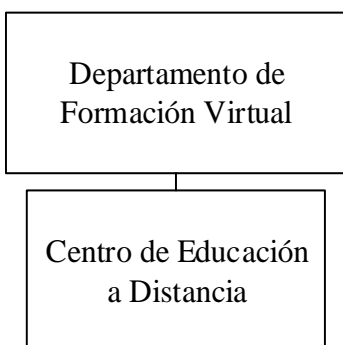 Departamento de
Formación Virtual
Centro de Educación
a Distancia